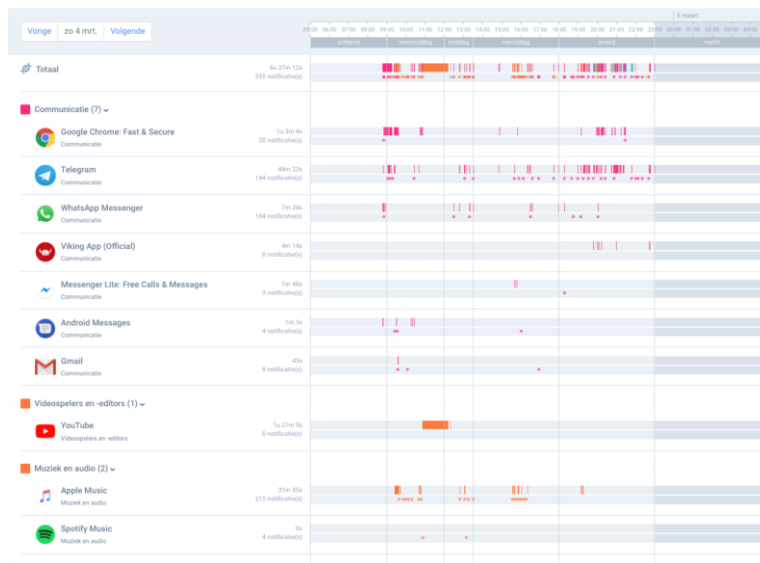 5 maart
Vorige zo 4 mrt. Volgende
05:00 06:00 07:00 08:00 09:00 10:00 11:00 12:00 13:00 14:00 15:00 16:00 17:00 18:00 19:00 20:00 21:00 22:00 23:00 00:00 01:00 02:00 03:00 04:00
ochtend voormiddag middag namiddag avond nacht
Totaal 4u 37m 12s
535 notificatie(s)
Communicatie (7)
Google Chrome: Fast & Secure 1u 3m 4s
Communicatie 20 notificatie(s)
Telegram 48m 22s
Communicatie 144 notificatie(s)
WhatsApp Messenger 7m 28s
Communicatie 104 notificatie(s)
Viking App (Official) 4m 14s
Communicatie 0 notificatie(s)
Messenger Lite: Free Calls & Messages 1m 48s
Communicatie 3 notificatie(s)
Android Messages 1m 3s
Communicatie 4 notificatie(s)
Gmail 43s
Communicatie 8 notificatie(s)
Videospelers en -editors (1)
YouTube 1u 21m 5s
Videospelers en -editors 0 notificatie(s)
Muziek en audio (2)
Apple Music 31m 35s
Muziek en audio 215 notificatie(s)
Spotify Music 0s
Muziek en audio 4 notificatie(s)